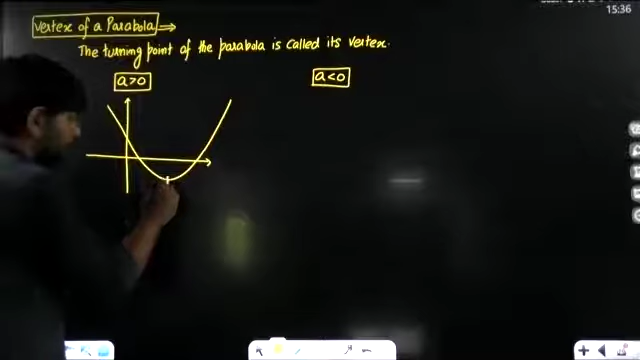 15:36
Vertex of a Parabola ⇒
The turning point of the parabola is called its vertex.
a>0
a<0